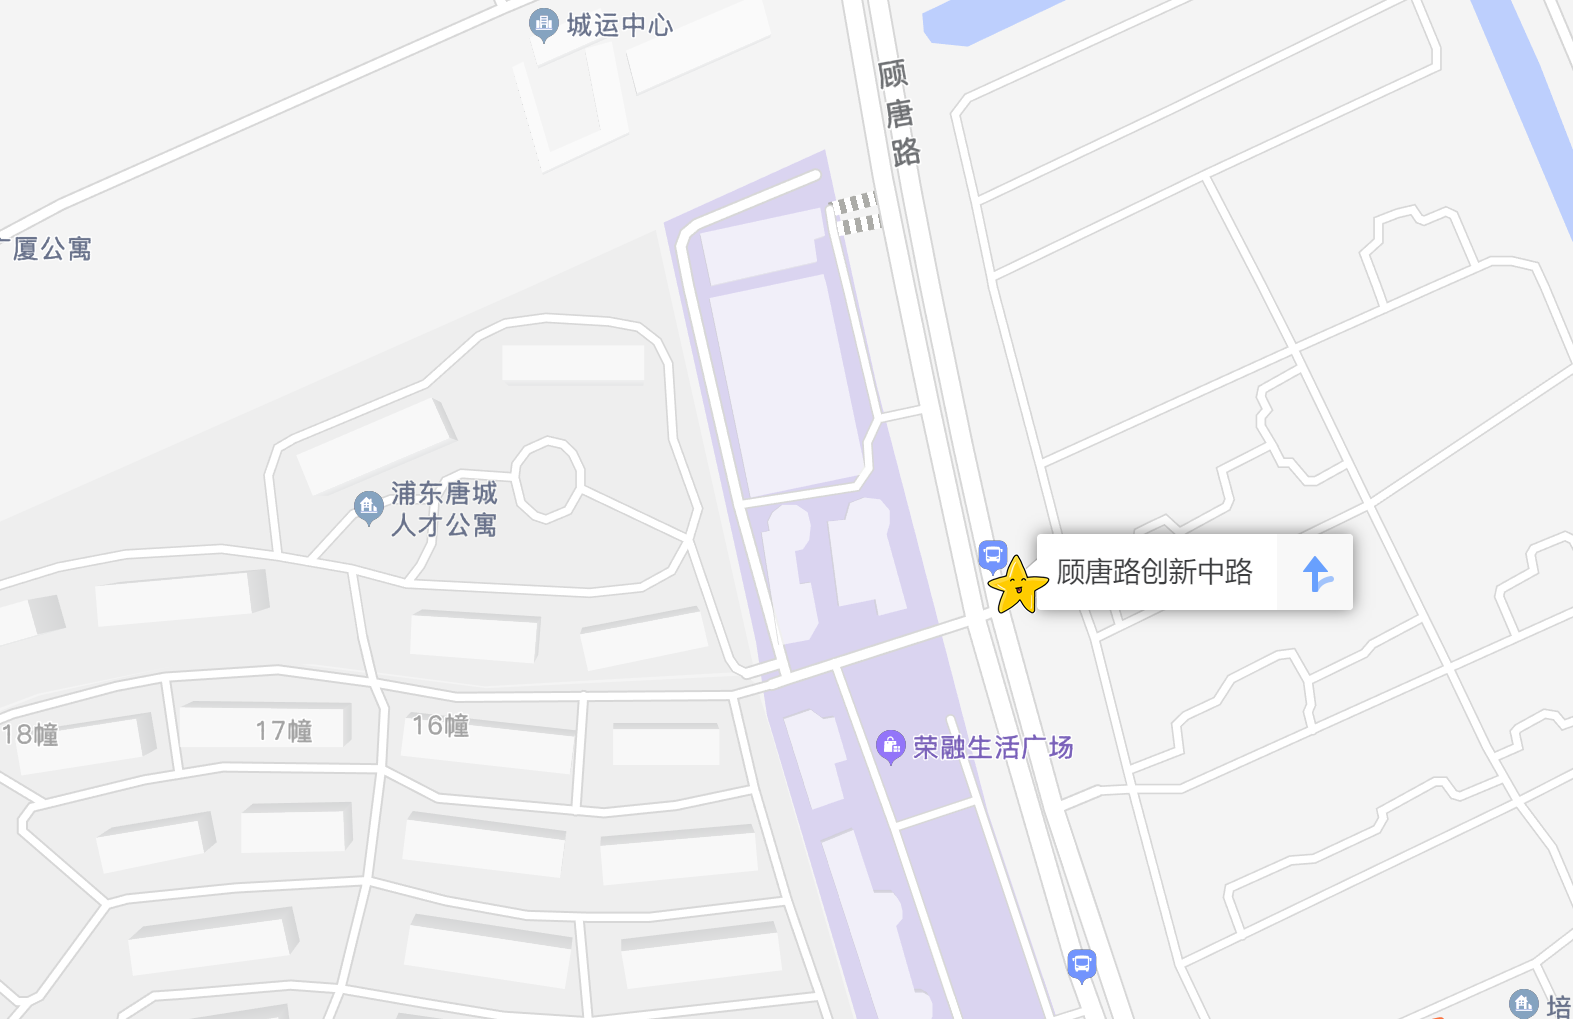 城运中心
顾唐路
厦公寓
浦东唐城
人才公寓
顾唐路创新中路
18幢
17幢
16幢
荣融生活广场
培